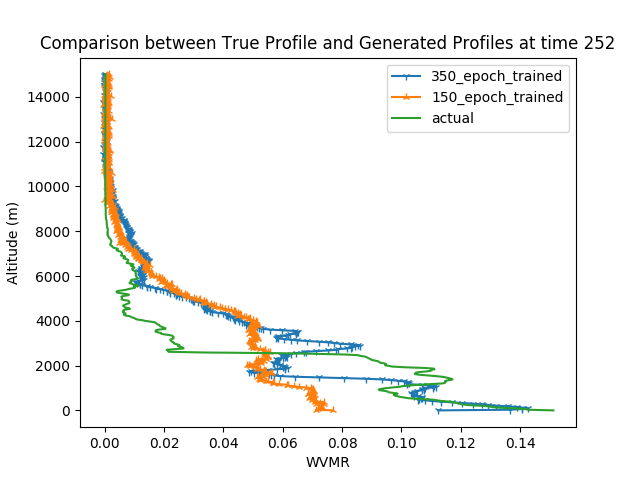 Comparison between True Profile and Generated Profiles at time 252
350_epoch_trained
150_epoch_trained
actual
14000
12000
10000
8000
6000
4000
2000
0
Altitude (m)
0.00 0.02 0.04 0.06 0.08 0.10 0.12 0.14
WVMR